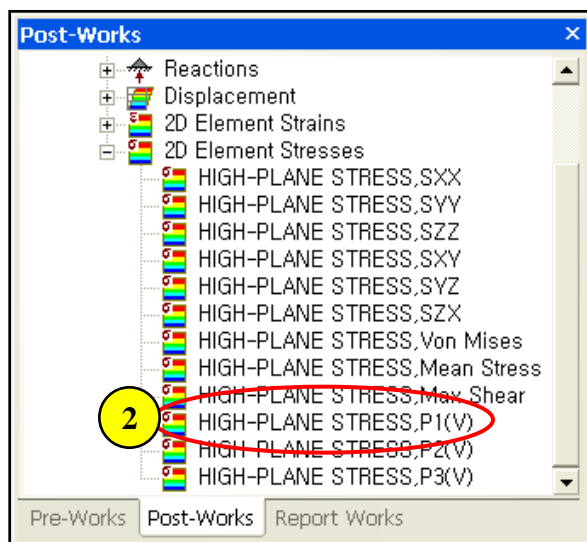 Post-Works
Reactions
Displacement
2D Element Strains
2D Element Stresses
HIGH-PLANE STRESS,SXX
HIGH-PLANE STRESS,SYY
HIGH-PLANE STRESS,SZZ
HIGH-PLANE STRESS,SXY
HIGH-PLANE STRESS,SYZ
HIGH-PLANE STRESS,SZX
HIGH-PLANE STRESS,Von Mises
HIGH-PLANE STRESS,Mean Stress
HIGH-PLANE STRESS,Max Shear
2 HIGH-PLANE STRESS,P1(V)
HIGH-PLANE STRESS,P2(V)
HIGH-PLANE STRESS,P3(V)
Pre-Works Post-Works Report Works